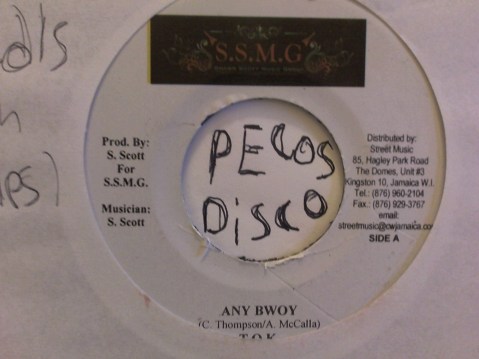 S.S.M.G
Prod. By:
S. Scott
For
S.S.M.G.
Musician:
S. Scott
PECOS
DISCO
Distributed by:
Street Music
85, Hagley Park Road
The Domes, Unit #3
Kingston 10, Jamaica W.I.
Tel.: (876) 960-2104
Fax.: (876) 929-3767
email:
streetmusic@cwjamaica.co
SIDE A
ANY BWOY
(C. Thompson/A. McCalla)
T.O.K